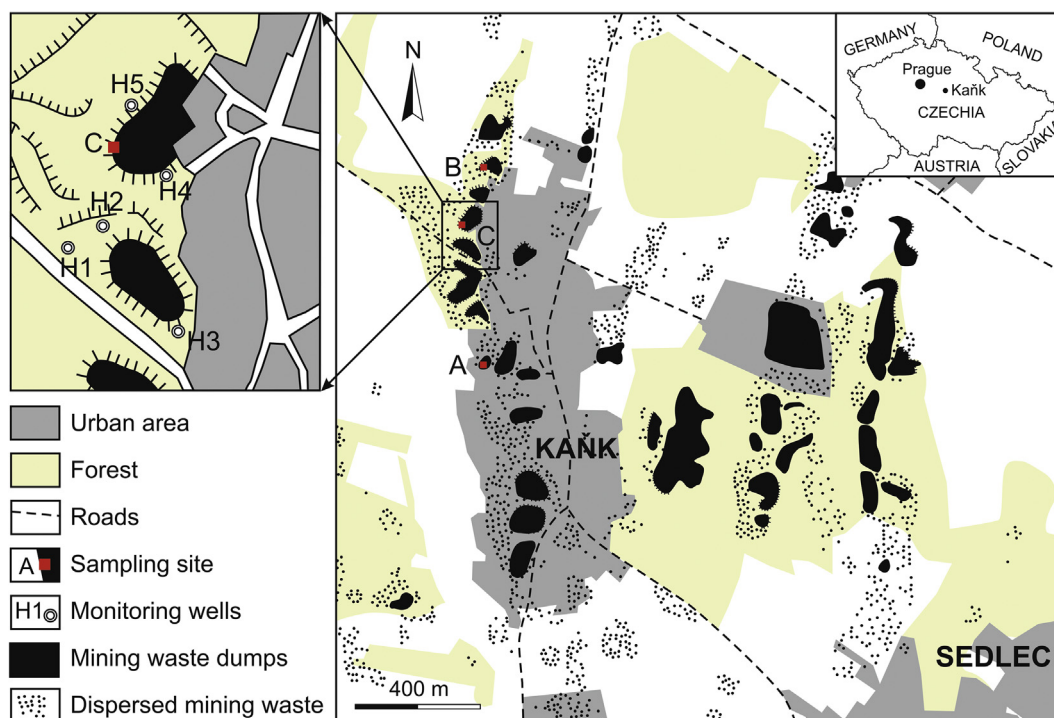 H5
C
H4
H2
H1
H3
Urban area
Forest
Roads
A
Sampling site
H1
Monitoring wells
Mining waste dumps
Dispersed mining waste
N
B
C
A
KAŇK
SEDLEC
400 m
GERMANY
POLAND
Prague
Kaňk
CZECHIA
SLOVAKIA
AUSTRIA